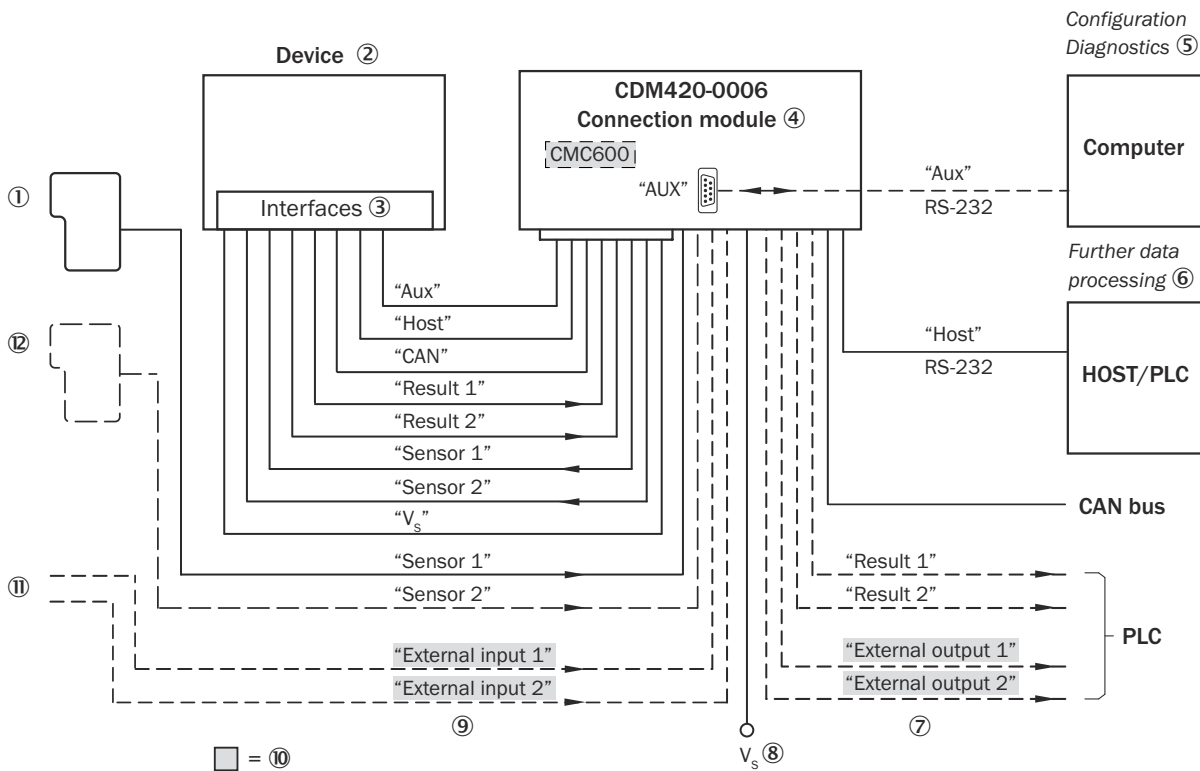 Configuration
Diagnostics ⑤
Device ②
CDM420-0006
Connection module ④
CMC600
Computer
“AUX”
“Aux”
RS-232
①
Interfaces ③
Further data
processing ⑥
“Aux”
“Host”
“Host”
RS-232
⑫
“CAN”
HOST/PLC
“Result 1”
“Result 2”
“Sensor 1”
“Sensor 2”
CAN bus
“Vs”
“Sensor 1”
“Result 1”
⑪
“Sensor 2”
“Result 2”
PLC
“External input 1”
“External output 1”
“External input 2”
“External output 2”
⑨
⑦
= ⑩
Vs ⑧